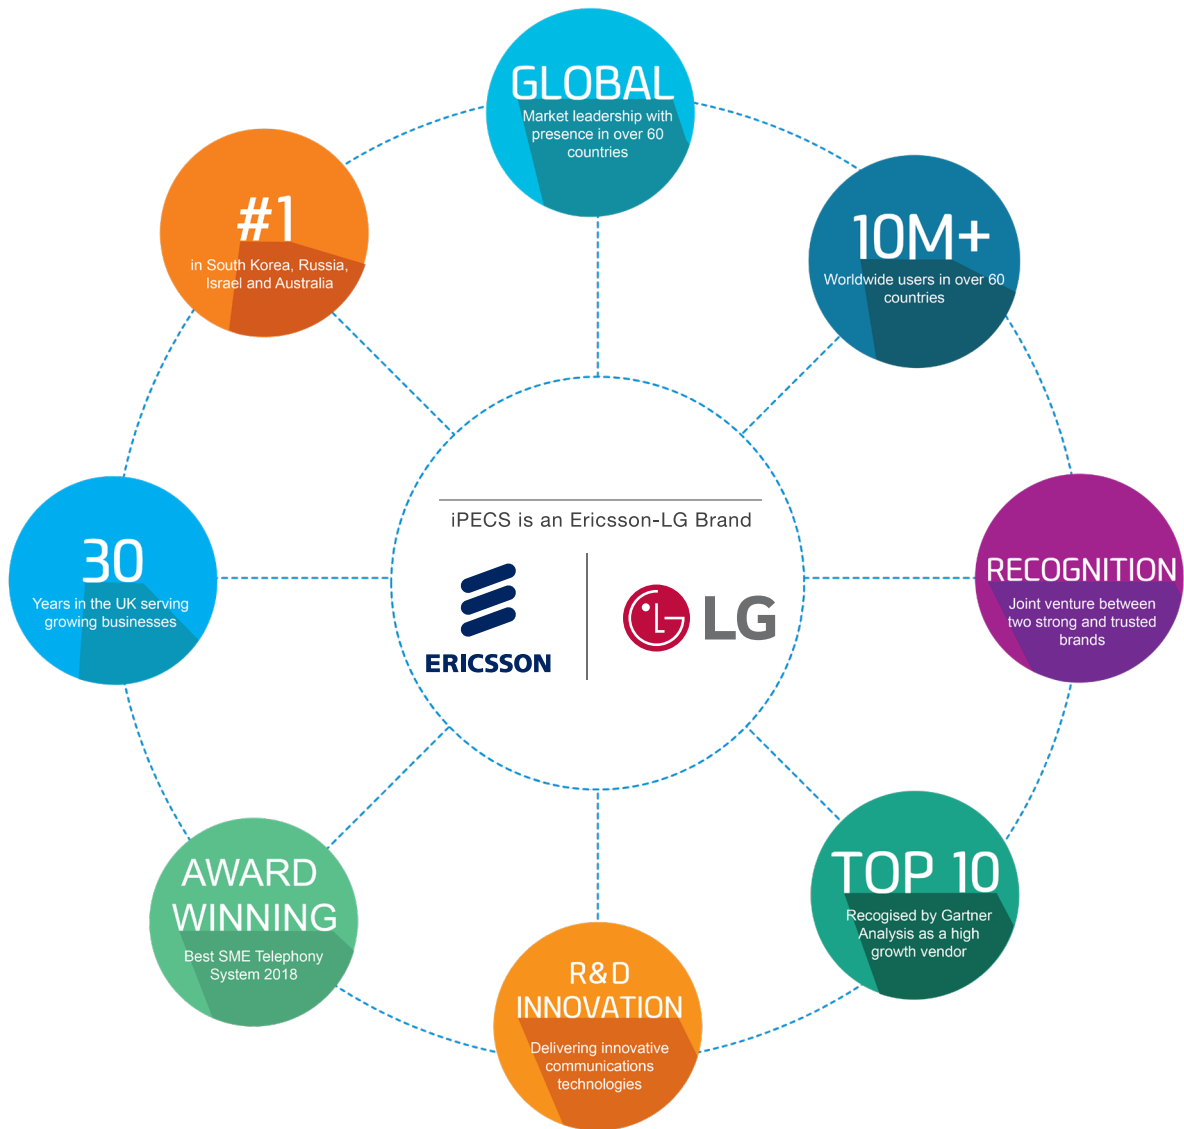 GLOBAL
Market leadership with
presence in over 60
countries
10M+
Worldwide users in over 60
countries
RECOGNITION
Joint venture between
two strong and trusted
brands
TOP 10
Recogised by Gartner
Analysis as a high
growth vendor
R&D
INNOVATION
Delivering innovative
communications
technologies
AWARD
WINNING
Best SME Telephony
System 2018
30
Years in the UK serving
growing businesses
#1
in South Korea, Russia,
Israel and Australia
iPECS is an Ericsson-LG Brand
ERICSSON
LG